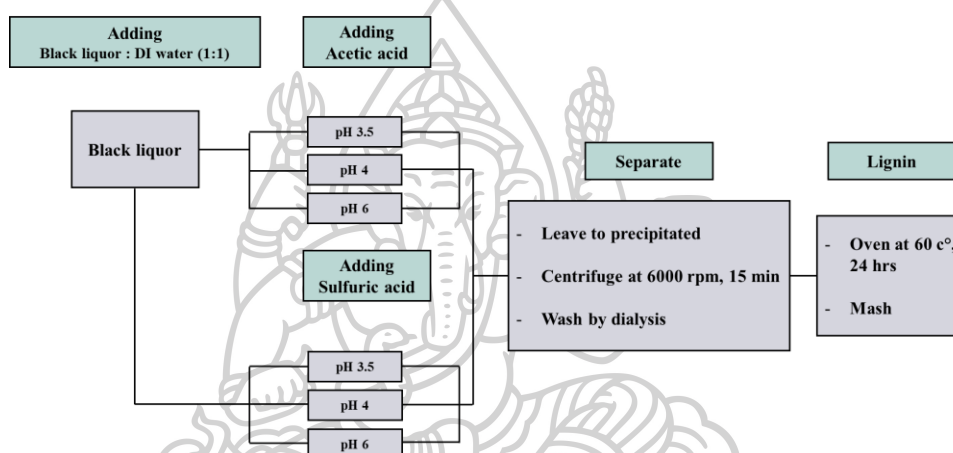 Adding
Black liquor : DI water (1:1)
Adding
Acetic acid
Black liquor
pH 3.5
pH 4
pH 6
Adding
Sulfuric acid
pH 3.5
pH 4
pH 6
Separate
- Leave to precipitated
- Centrifuge at 6000 rpm, 15 min
- Wash by dialysis
Lignin
- Oven at 60 c°,
24 hrs
- Mash